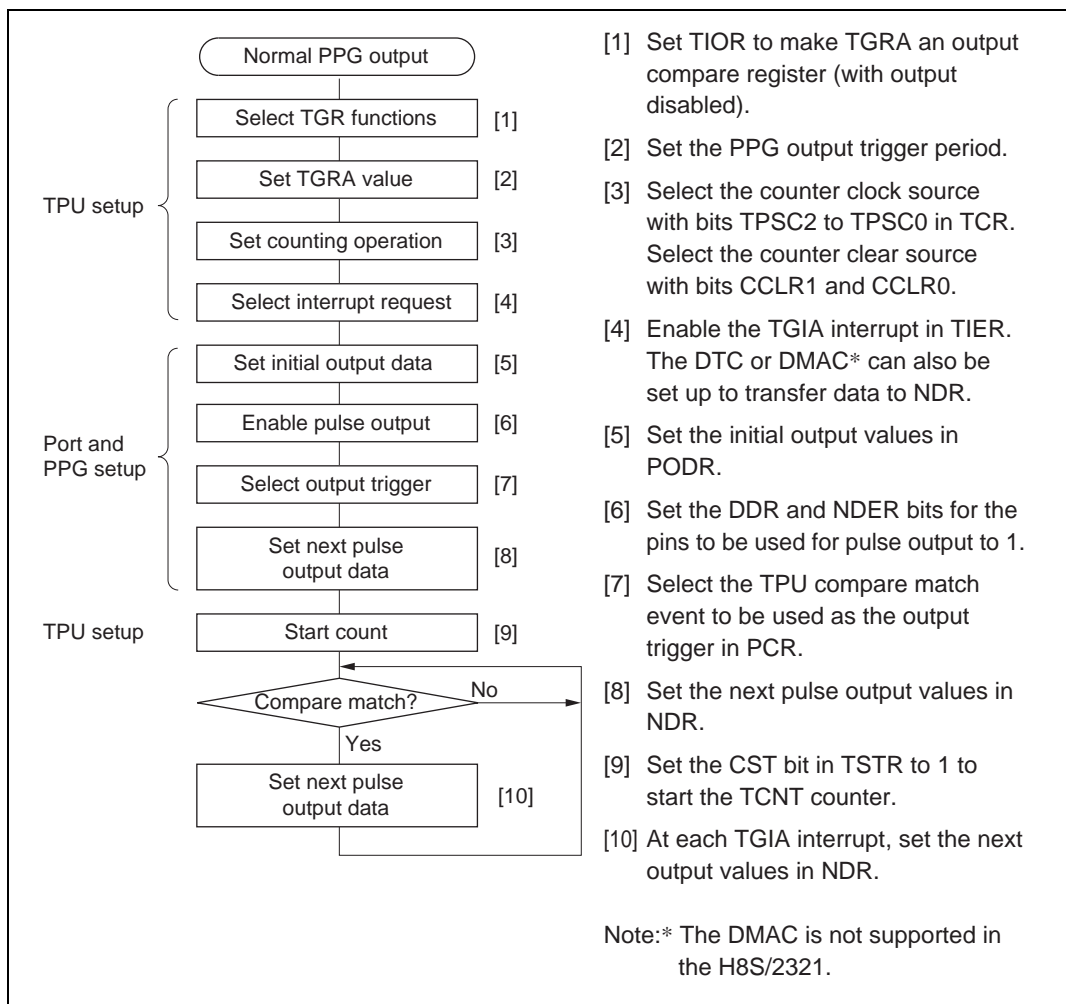 Normal PPG output
Select TGR functions [1]
Set TGRA value [2]
TPU setup
Set counting operation [3]
Select interrupt request [4]
Set initial output data [5]
Enable pulse output [6]
Port and
PPG setup
Select output trigger [7]
Set next pulse
output data
[8]
TPU setup
Start count [9]
Compare match?
No
Yes
Set next pulse
output data
[10]
[1] Set TIOR to make TGRA an output
compare register (with output
disabled).
[2] Set the PPG output trigger period.
[3] Select the counter clock source
with bits TPSC2 to TPSC0 in TCR.
Select the counter clear source
with bits CCLR1 and CCLR0.
[4] Enable the TGIA interrupt in TIER.
The DTC or DMAC* can also be
set up to transfer data to NDR.
[5] Set the initial output values in
PODR.
[6] Set the DDR and NDER bits for the
pins to be used for pulse output to 1.
[7] Select the TPU compare match
event to be used as the output
trigger in PCR.
[8] Set the next pulse output values in
NDR.
[9] Set the CST bit in TSTR to 1 to
start the TCNT counter.
[10] At each TGIA interrupt, set the next
output values in NDR.
Note:* The DMAC is not supported in
the H8S/2321.